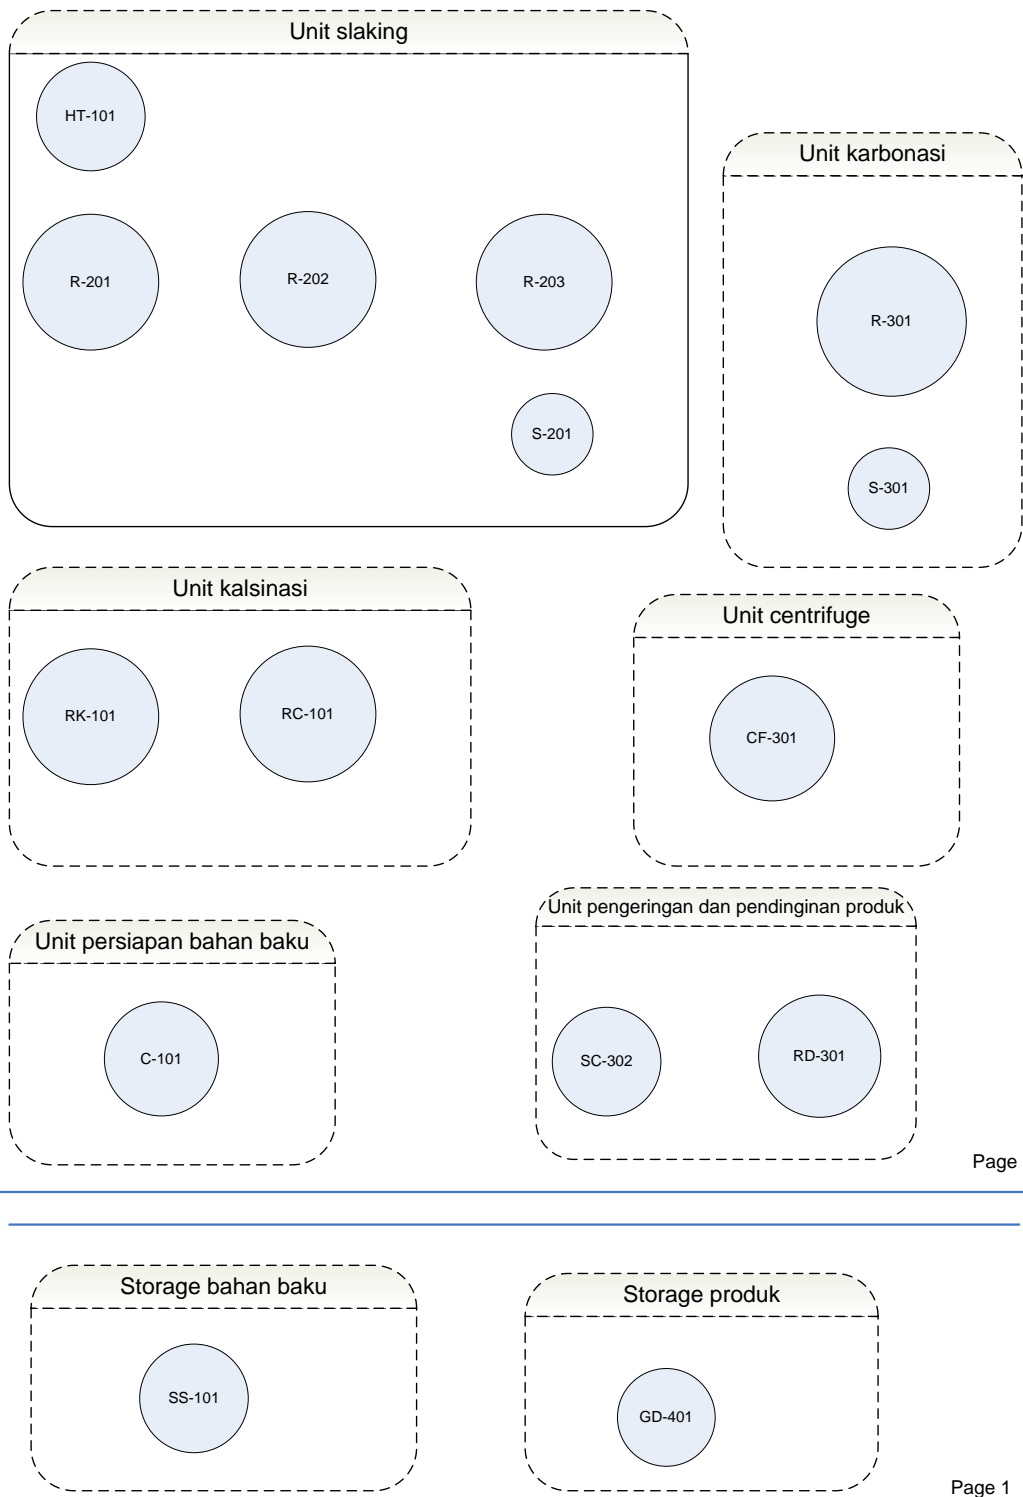 Unit slaking
HT-101
R-201
R-202
R-203
S-201
Unit karbonasi
R-301
S-301
Unit kalsinasi
RK-101
RC-101
Unit centrifuge
CF-301
Unit persiapan bahan baku
C-101
Unit pengeringan dan pendinginan produk
SC-302
RD-301
Page
Storage bahan baku
SS-101
Storage produk
GD-401
Page 1